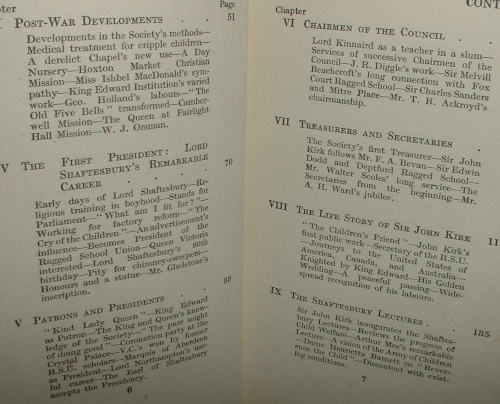 pter
Page
POST-WAR DEVELOPMENTS . . 51
Developments in the Society's methods—
Medical treatment for cripple children—
A derelict Chapel's new use—A Day
Nursery—Hoxton Market Christian
Mission—Miss Ishbel MacDonald's sym-
pathy—King Edward Institution's varied
work—Geo. Holland's labours—"The
Old Five Bells" transformed—Camber-
well Mission—The Queen at Fairlight
Hall Mission—W. J. Orsman.
V THE FIRST PRESIDENT: LORD
SHAFTESBURY'S REMARKABLE
CAREER . . 70
Early days of Lord Shaftesbury—Re-
ligious training in boyhood—Stands for
Parliament—"What am I fit for?"—
Working for factory reform—"The
Cry of the Children"—An advertisement's
influence—Becomes President of the
Ragged School Union—Queen Victoria
interested—Lord Shaftesbury's 80th
birthday—Pity for chimney-sweepers—
Honours and a statue—Mr. Gladstone's
inscription.
V PATRONS AND PRESIDENTS . 95
"Kind Lady Queen"—King Edward
as Patron—The King and Queen's know-
ledge of the Society—"The pure metal
of doing good"—Coronation party at the
Crystal Palace—V.C.'s won by former
R.S.U. scholars—Marquis of Aberdeen
as President—Lord Northampton's use-
ful career—The Earl of Shaftesbury
accepts the Presidency.
6
CONT
Chapter
VI CHAIRMEN OF THE COUNCIL . .
Lord Kinnaird as a teacher in a slum—
Services of successive Chairmen of the
Council—J. R. Diggle's work—Sir Melvill
Beachcroft's long connection with Fox
Court Ragged School—Sir Charles Sanders
and Mitre Place—Mr. T. R. Ackroyd's
chairmanship.
VII TREASURERS AND SECRETARIES .
The Society's first Treasurer—Sir John
Kirk follows Mr. F. A. Bevan—Sir Edwin
Dodd and Deptford Ragged School—
Mr. Walter Scoles' long service—The
Secretaries from the beginning—Mr.
A. H. Ward's jubilee.
VIII THE LIFE STORY OF SIR JOHN KIRK 11
"The Children's Friend"—John Kirk's
first public work—Secretary of the R.S.U.
—Journeys to the United States of
America, Canada, and Australia—
Knighted by King Edward—His Golden
Wedding—A peaceful passing—Wide-
spread recognition of his labours.
IX THE SHAFTESBURY LECTURES . . 135
Sir John Kirk inaugurates the Shaftes-
bury Lectures—Reviews the progress of
Child Welfare—Arthur Mee's remarkable
Lecture—A vision of the Army of Children
—Dame Henrietta Barnett on "Rever-
ence the Child"—Discontent with exist-
ing conditions.
7